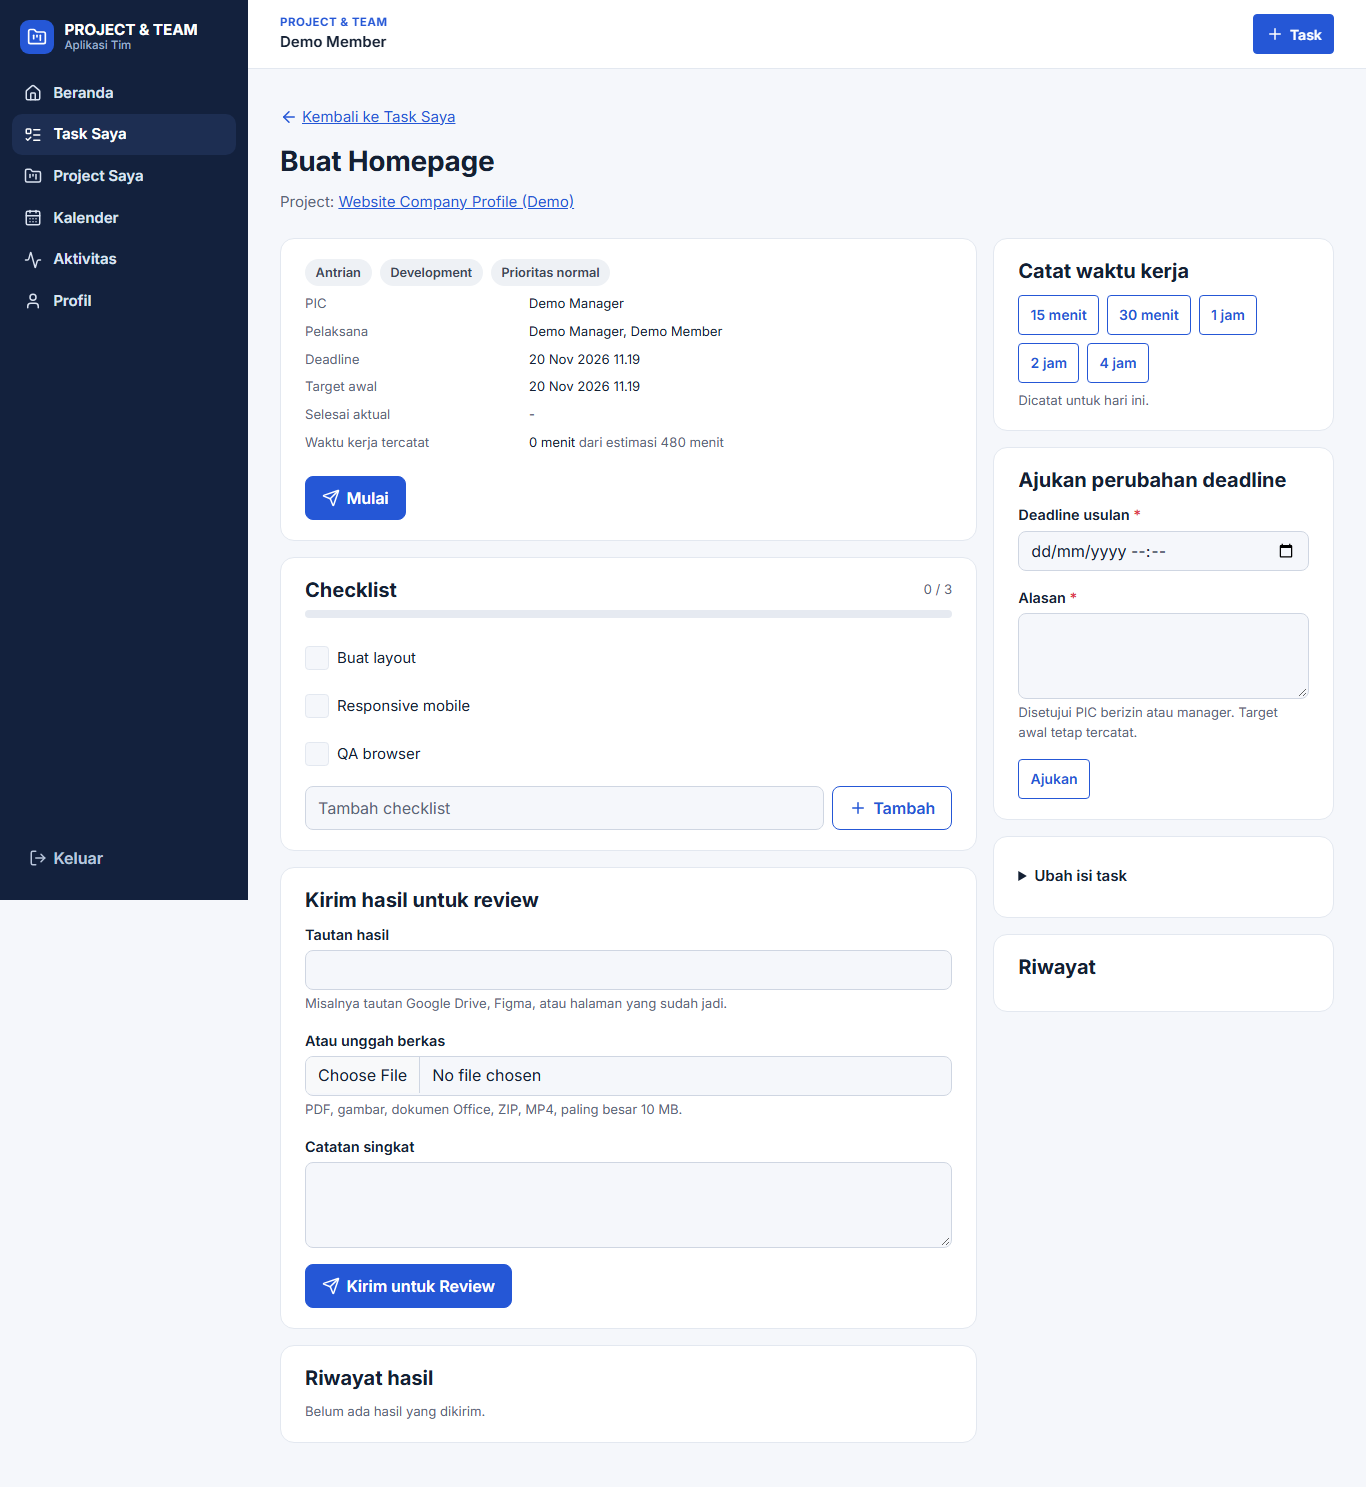 PROJECT & TEAM
Aplikasi Tim
Beranda
Task Saya
Project Saya
Kalender
Aktivitas
Profil
Keluar
PROJECT & TEAM
Demo Member
Task
Kembali ke Task Saya
Buat Homepage
Project: Website Company Profile (Demo)
Antrian Development Prioritas normal
PIC Demo Manager
Pelaksana Demo Manager, Demo Member
Deadline 20 Nov 2026 11.19
Target awal 20 Nov 2026 11.19
Selesai aktual -
Waktu kerja tercatat 0 menit dari estimasi 480 menit
Mulai
Checklist 0 / 3
Buat layout
Responsive mobile
QA browser
Tambah checklist
Tambah
Kirim hasil untuk review
Tautan hasil
Misalnya tautan Google Drive, Figma, atau halaman yang sudah jadi.
Atau unggah berkas
Choose File No file chosen
PDF, gambar, dokumen Office, ZIP, MP4, paling besar 10 MB.
Catatan singkat
Kirim untuk Review
Riwayat hasil
Belum ada hasil yang dikirim.
Catat waktu kerja
15 menit 30 menit 1 jam
2 jam 4 jam
Dicatat untuk hari ini.
Ajukan perubahan deadline
Deadline usulan *
dd/mm/yyyy --:--
Alasan *
Disetujui PIC berizin atau manager. Target
awal tetap tercatat.
Ajukan
Ubah isi task
Riwayat